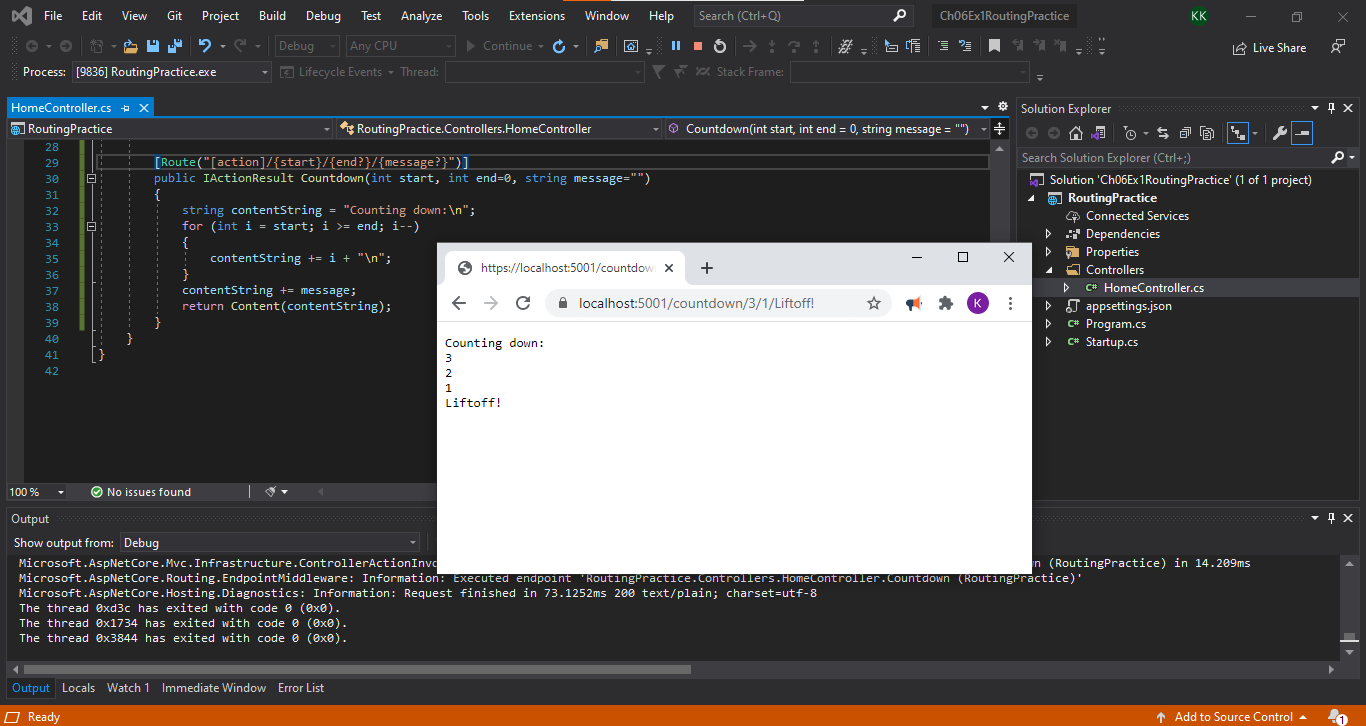 File Edit View Git Project Build Debug Test Analyze Tools Extensions Window Help Search (Ctrl+Q) Ch06Ex1RoutingPractice KK
Debug Any CPU Continue Live Share
Process: [9836] RoutingPractice.exe Lifecycle Events Thread: Stack Frame:
HomeController.cs
RoutingPractice RoutingPractice.Controllers.HomeController Countdown(int start, int end = 0, string message = "")
28
29 [Route("[action]/{start}/{end?}/{message?}")]
30 public IActionResult Countdown(int start, int end=0, string message="")
31 {
32 string contentString = "Counting down:\n";
33 for (int i = start; i >= end; i--)
34 {
35 contentString += i + "\n";
36 }
37 contentString += message;
38 return Content(contentString);
39 }
40 }
41 }
42
100 % No issues found
Solution Explorer
Search Solution Explorer (Ctrl+;)
Solution 'Ch06Ex1RoutingPractice' (1 of 1 project)
RoutingPractice
Connected Services
Dependencies
Properties
Controllers
C# HomeController.cs
appsettings.json
C# Program.cs
C# Startup.cs
https://localhost:5001/countdow
localhost:5001/countdown/3/1/Liftoff! K
Counting down:
3
2
1
Liftoff!
Output
Show output from: Debug
Microsoft.AspNetCore.Mvc.Infrastructure.ControllerActionInvo wn (RoutingPractice) in 14.209ms
Microsoft.AspNetCore.Routing.EndpointMiddleware: Information: Executed endpoint 'RoutingPractice.Controllers.HomeController.Countdown (RoutingPractice)'
Microsoft.AspNetCore.Hosting.Diagnostics: Information: Request finished in 73.1252ms 200 text/plain; charset=utf-8
The thread 0xd3c has exited with code 0 (0x0).
The thread 0x1734 has exited with code 0 (0x0).
The thread 0x3844 has exited with code 0 (0x0).
Output Locals Watch 1 Immediate Window Error List
Ready Add to Source Control 1